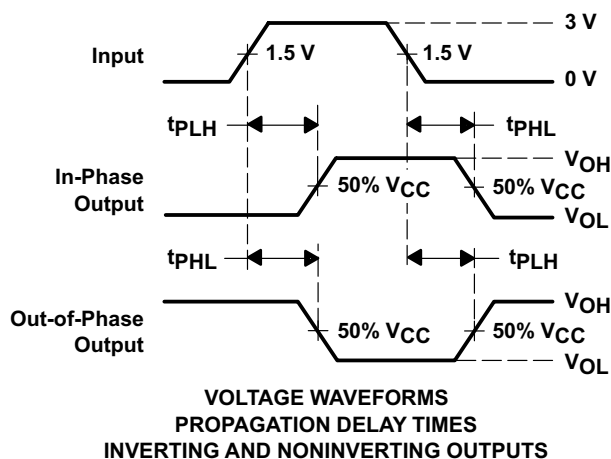 3 V
Input
1.5 V
1.5 V
0 V
tPLH
tPHL
VOH
In-Phase
Output
50% VCC
50% VCC
VOL
tPHL
tPLH
VOH
Out-of-Phase
Output
50% VCC
50% VCC
VOL
VOLTAGE WAVEFORMS
PROPAGATION DELAY TIMES
INVERTING AND NONINVERTING OUTPUTS